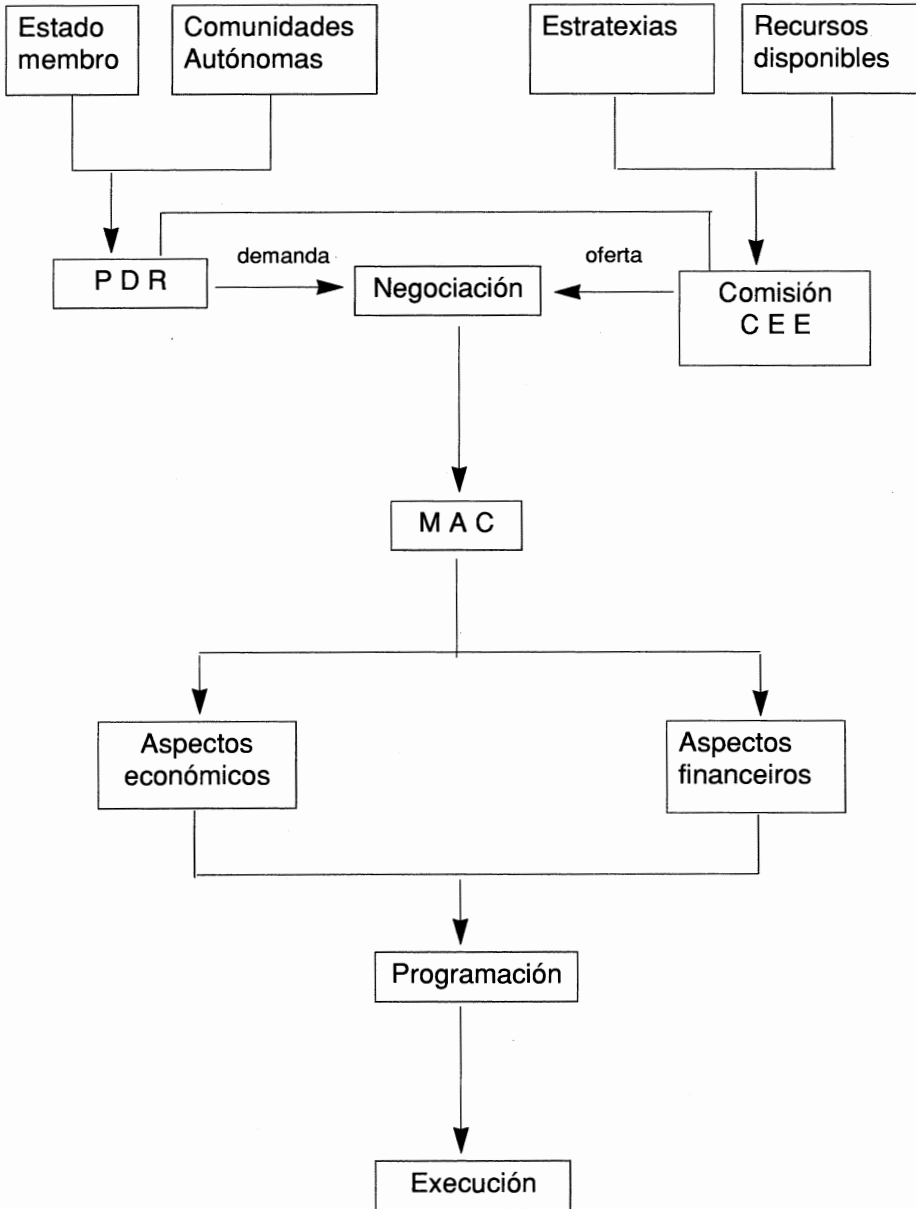 Estado
membro
Comunidades
Autónomas
Estratexias
Recursos
disponibles
demanda
oferta
P D R
Negociación
Comisión
C E E
M A C
Aspectos
económicos
Aspectos
financeiros
Programación
Execución